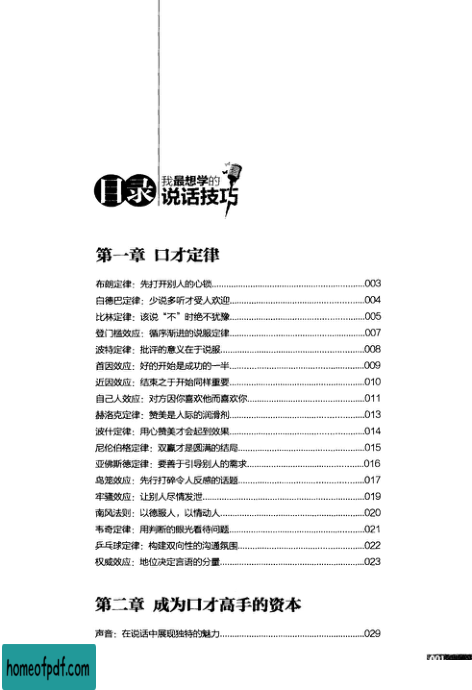 目录
我最想学的
说话技巧
第一章 口才定律
布朗定律：先打开别人的心锁......003
白德巴定律：少说多听才受人欢迎......004
比林定律：该说“不”时绝不犹豫......005
登门槛效应：循序渐进的说服定律......007
波特定律：批评的意义在于说服......008
首因效应：好的开始是成功的一半......009
近因效应：结束之于开始同样重要......010
自己人效应：对方因你喜欢他而喜欢你......011
赫洛克定律：赞美是人际的润滑剂......013
波什定律：用心赞美才会起到效果......014
尼伦伯格定律：双赢才是圆满的结局......015
亚佛斯德定律：要善于引导别人的需求......016
鸟笼效应：先行打碎令人反感的话题......017
牢骚效应：让别人尽情发泄......019
南风法则：以德服人，以情动人......020
韦奇定律：用判断的眼光看待问题......021
乒乓球定律：构建双向性的沟通氛围......022
权威效应：地位决定言语的分量......023
第二章 成为口才高手的资本
声音：在说话中展现独特的魅力......029
001
homeofpdf.com